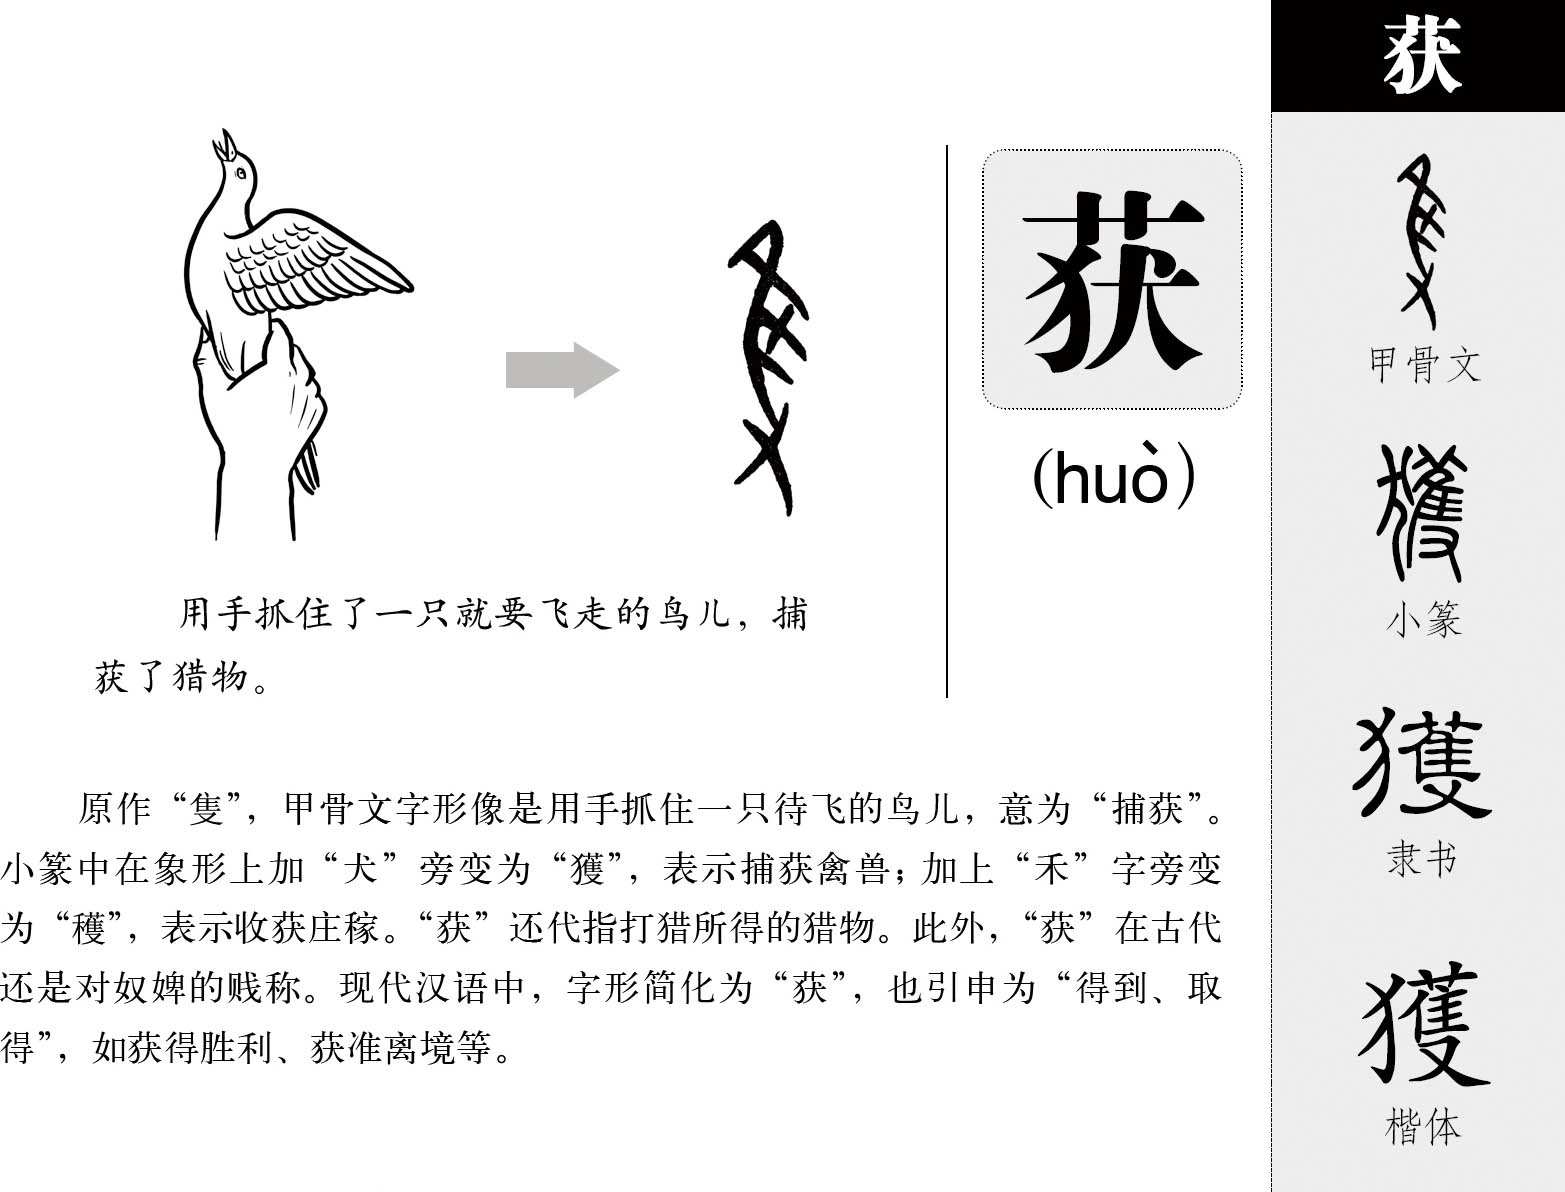 获
(huò)
用手抓住了一只就要飞走的鸟儿，捕
获了猎物。
原作“隻”，甲骨文字形像是用手抓住一只待飞的鸟儿，意为“捕获”。
小篆中在象形上加“犬”旁变为“獲”，表示捕获禽兽；加上“禾”字旁变
为“穫”，表示收获庄稼。“获”还代指打猎所得的猎物。此外，“获”在古代
还是对奴婢的贱称。现代汉语中，字形简化为“获”，也引申为“得到、取
得”，如获得胜利、获准离境等。
获
甲骨文
獲
小篆
獲
隶书
獲
楷体